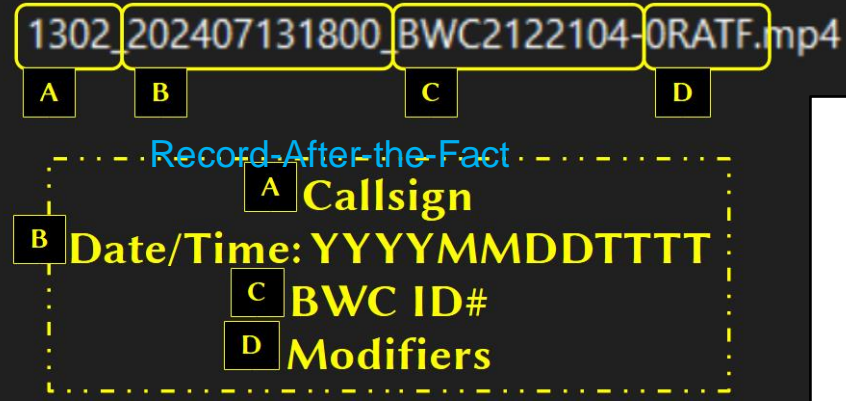 1302_202407131800_BWC2122104-0RATF.mp4
A B C D
Record-After-the-Fact
A Callsign
B Date/Time: YYYYMMDDTTTT
C BWC ID#
D Modifiers